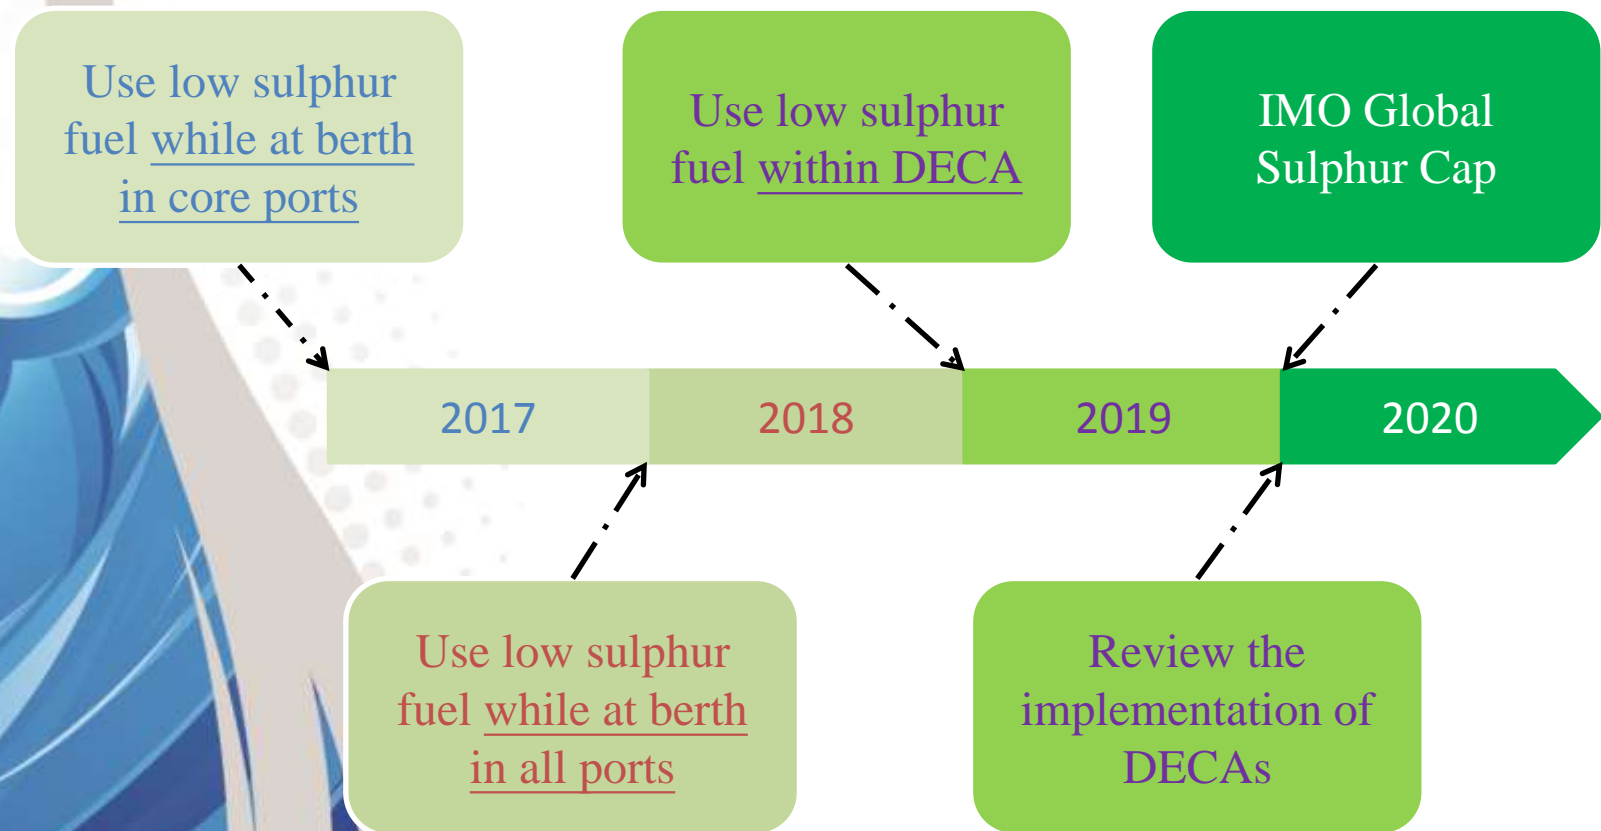 Use low sulphur
fuel while at berth
in core ports
Use low sulphur
fuel within DECA
IMO Global
Sulphur Cap
2017
2018
2019
2020
Use low sulphur
fuel while at berth
in all ports
Review the
implementation of
DECAs